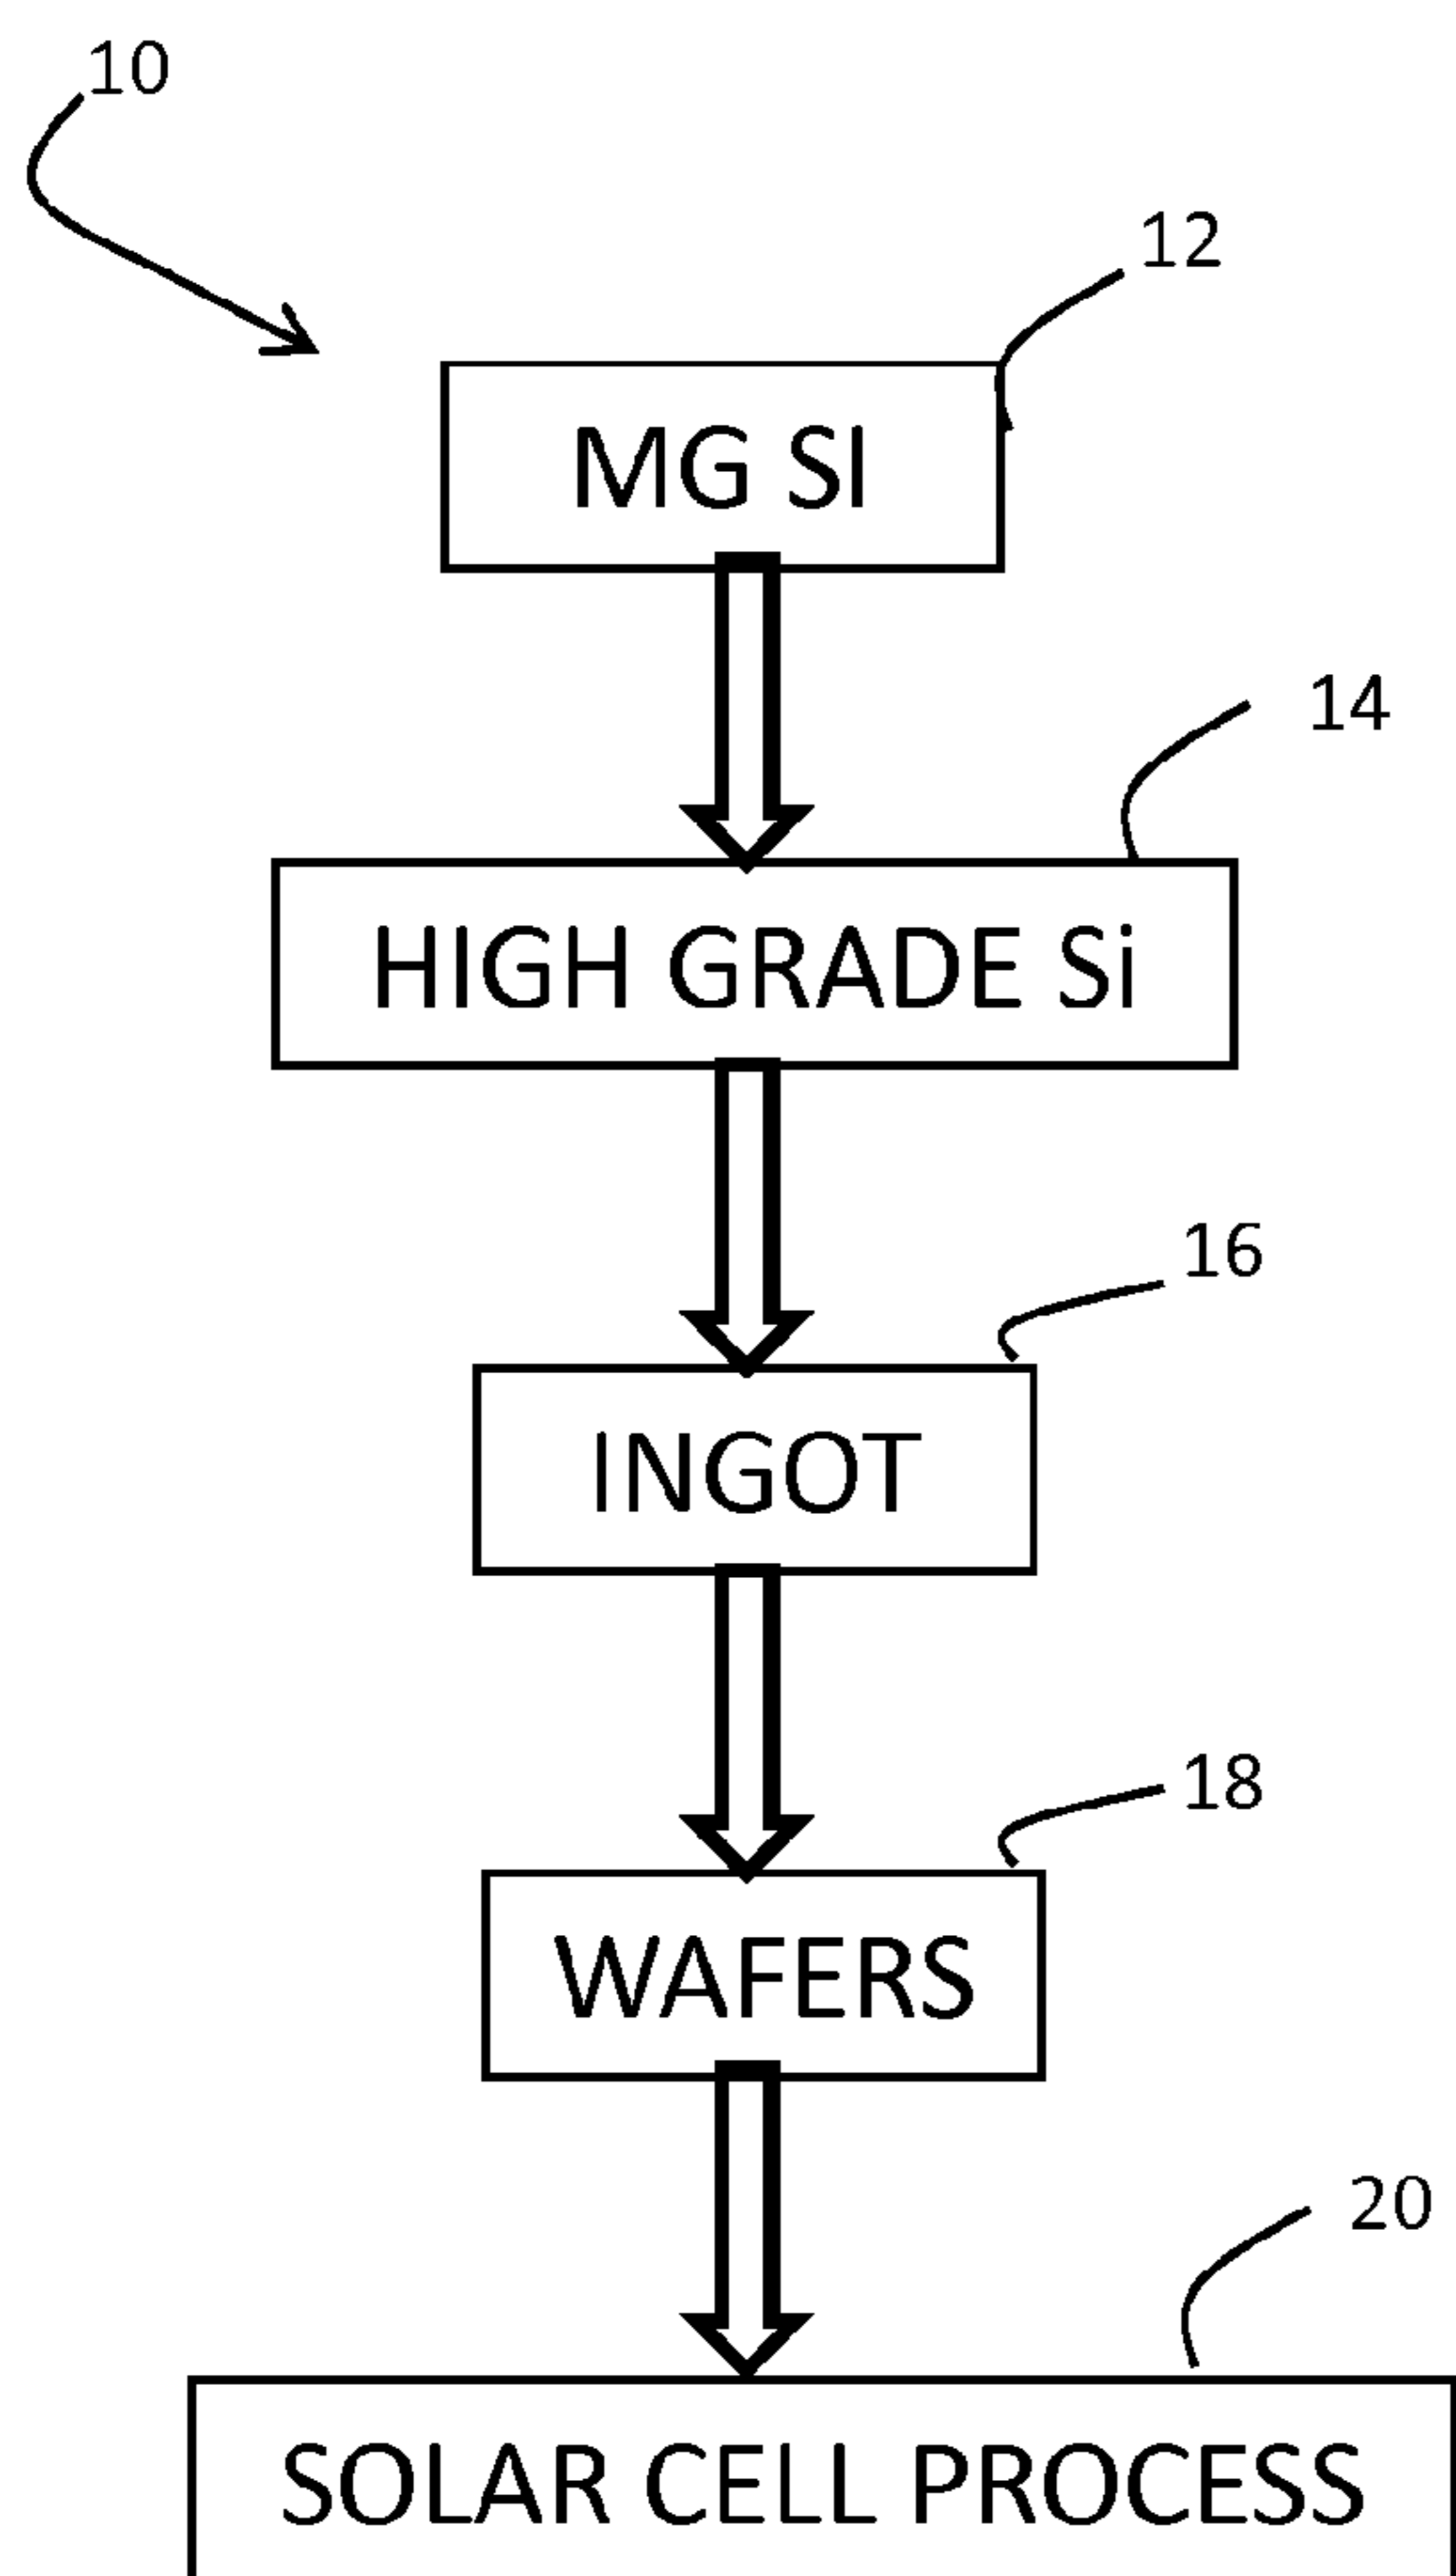 10
12
MG SI
14
HIGH GRADE Si
16
INGOT
18
WAFERS
20
SOLAR CELL PROCESS